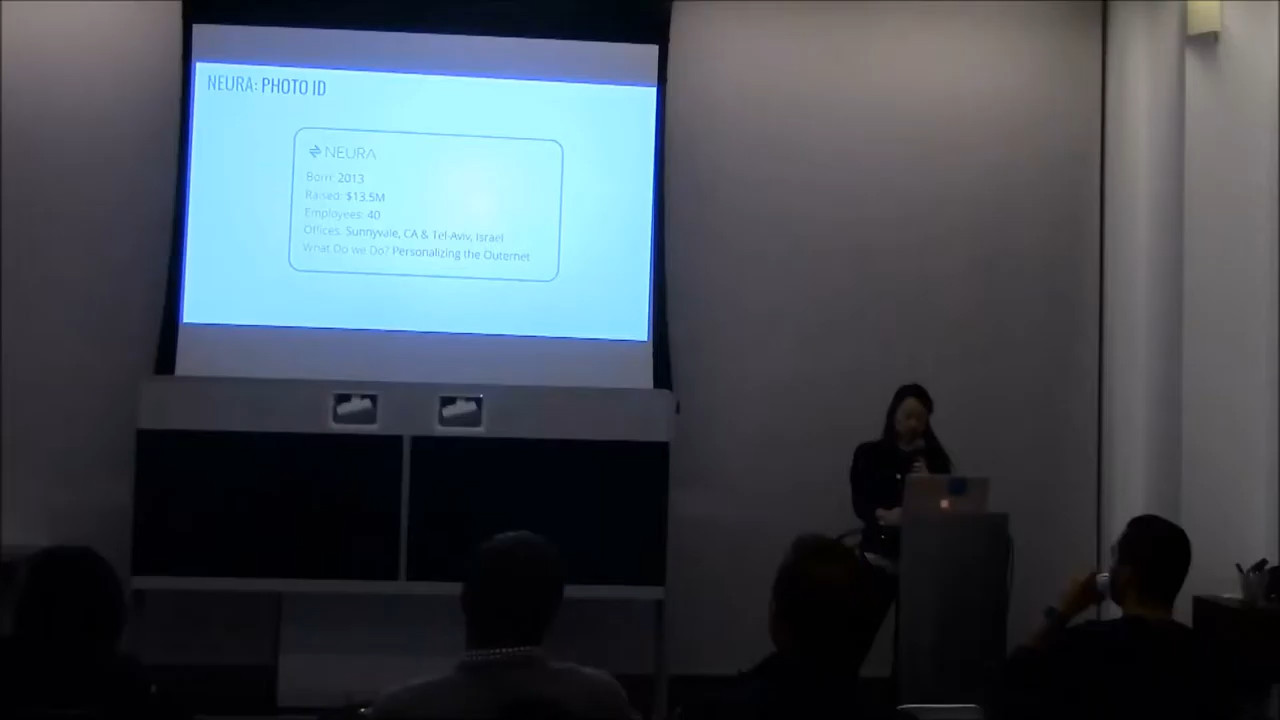 NEURA: PHOTO ID
NEURA
Born: 2013
Raised: $13.5M
Employees: 40
Offices: Sunnyvale, CA & Tel-Aviv, Israel
What Do we Do? Personalizing the Outernet